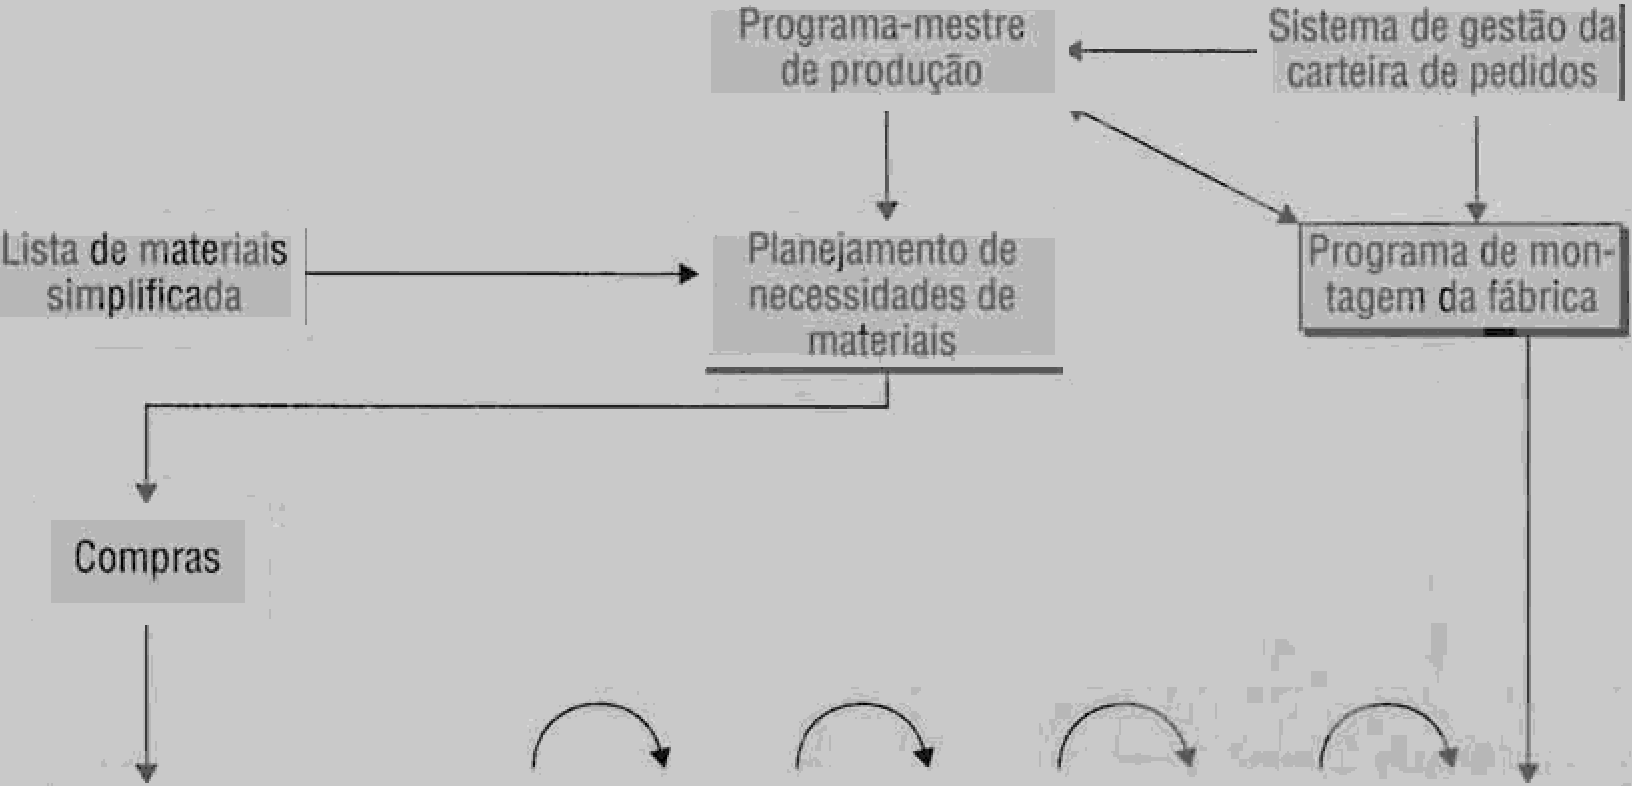 Programa-mestre
de produção
Sistema de gestão da
carteira de pedidos
Lista de materiais
simplificada
Planejamento de
necessidades de
materiais
Programa de mon-
tagem da fábrica
Compras